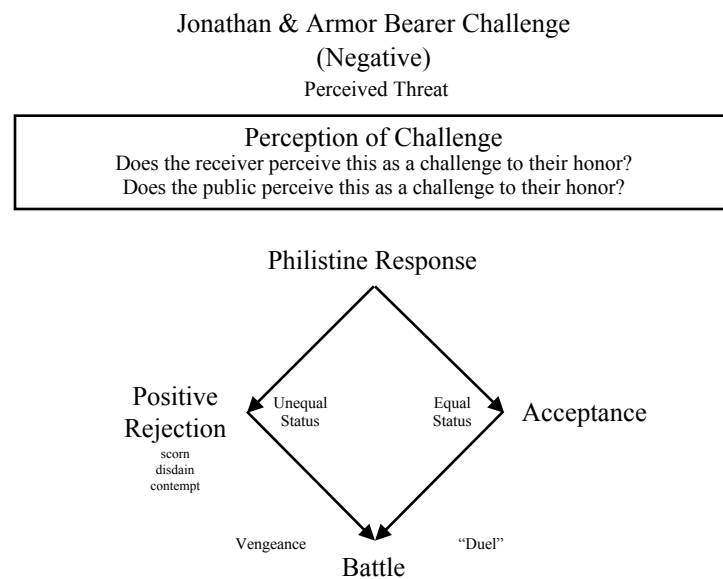 Jonathan & Armor Bearer Challenge
(Negative)
Perceived Threat
Perception of Challenge
Does the receiver perceive this as a challenge to their honor?
Does the public perceive this as a challenge to their honor?
Philistine Response
Positive
Rejection
scorn
disdain
contempt
Unequal
Status
Equal
Status
Acceptance
Vengeance
“Duel”
Battle